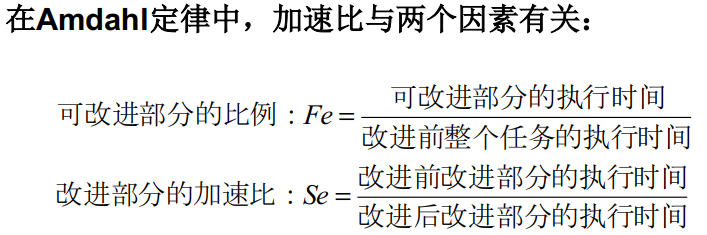 在Amdahl定律中，加速比与两个因素有关：
可改进部分的比例：Fe = 可改进部分的执行时间 / 改进前整个任务的执行时间
改进部分的加速比：Se = 改进前改进部分的执行时间 / 改进后改进部分的执行时间